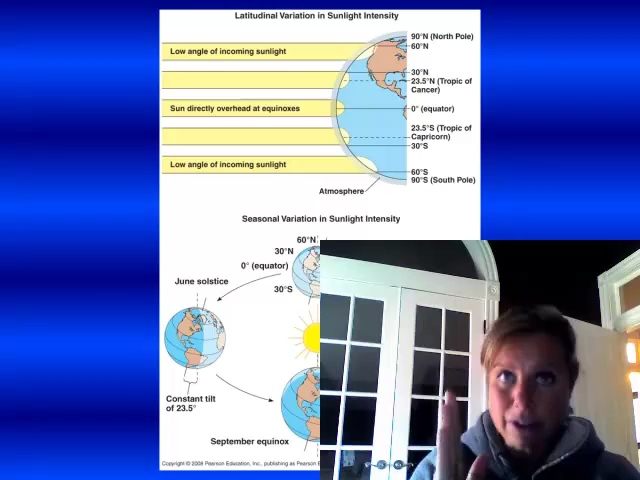 Latitudinal Variation in Sunlight Intensity
90°N (North Pole)
Low angle of incoming sunlight
60°N
30°N
23.5°N (Tropic of
Cancer)
Sun directly overhead at equinoxes
0° (equator)
23.5°S (Tropic of
Capricorn)
30°S
Low angle of incoming sunlight
60°S
90°S (South Pole)
Atmosphere
Seasonal Variation in Sunlight Intensity
60°N
30°N
0° (equator)
June solstice
30°S
Constant tilt
of 23.5°
September equinox
Copyright © 2008 Pearson Education, Inc., publishing as Pearson